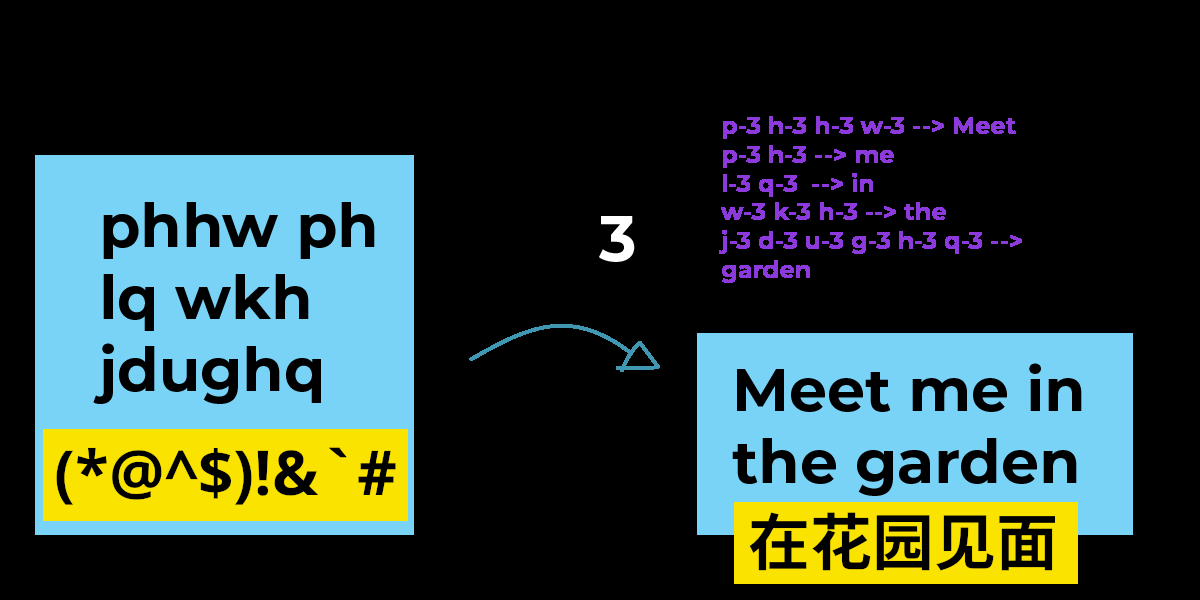 phhw ph
lq wkh
jdughq
(*@^$)!&`#
3
p-3 h-3 h-3 w-3 --> Meet
p-3 h-3 --> me
l-3 q-3 --> in
w-3 k-3 h-3 --> the
j-3 d-3 u-3 g-3 h-3 q-3 -->
garden
Meet me in
the garden
在花园见面